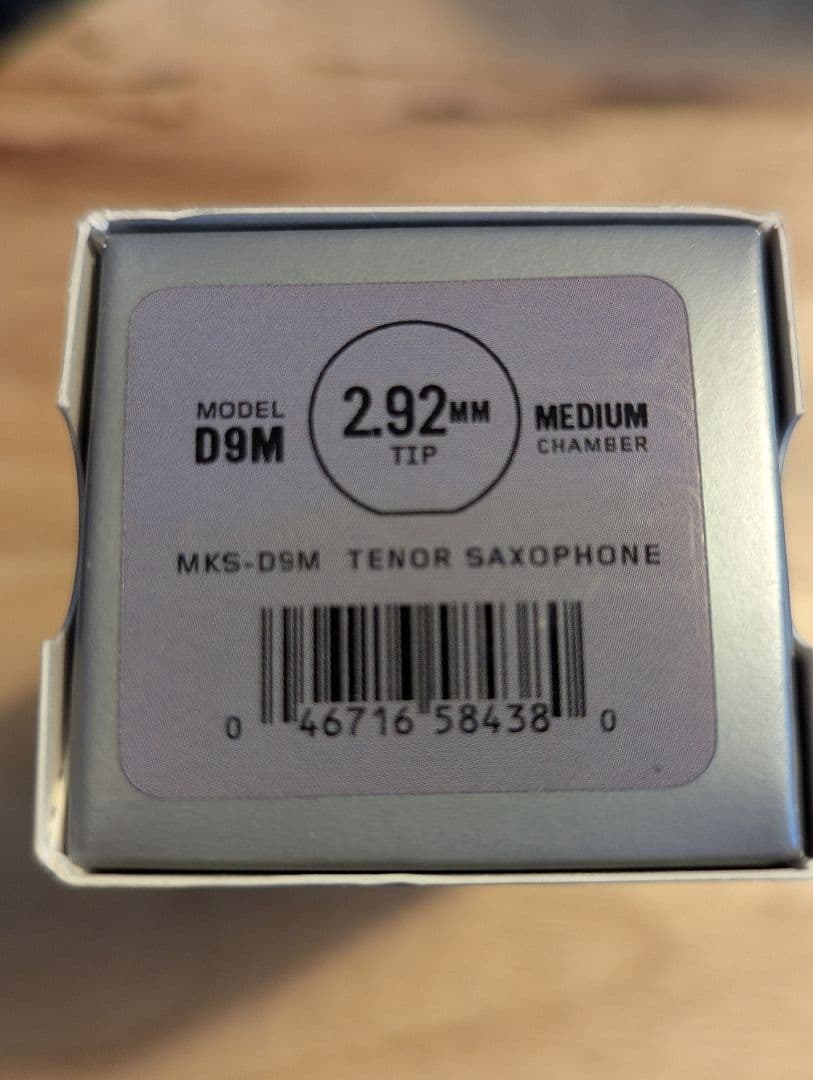 MODEL
D9M
2.92MM
TIP
MEDIUM
CHAMBER
MKS-D9M TENOR SAXOPHONE
0 46716 58438 0